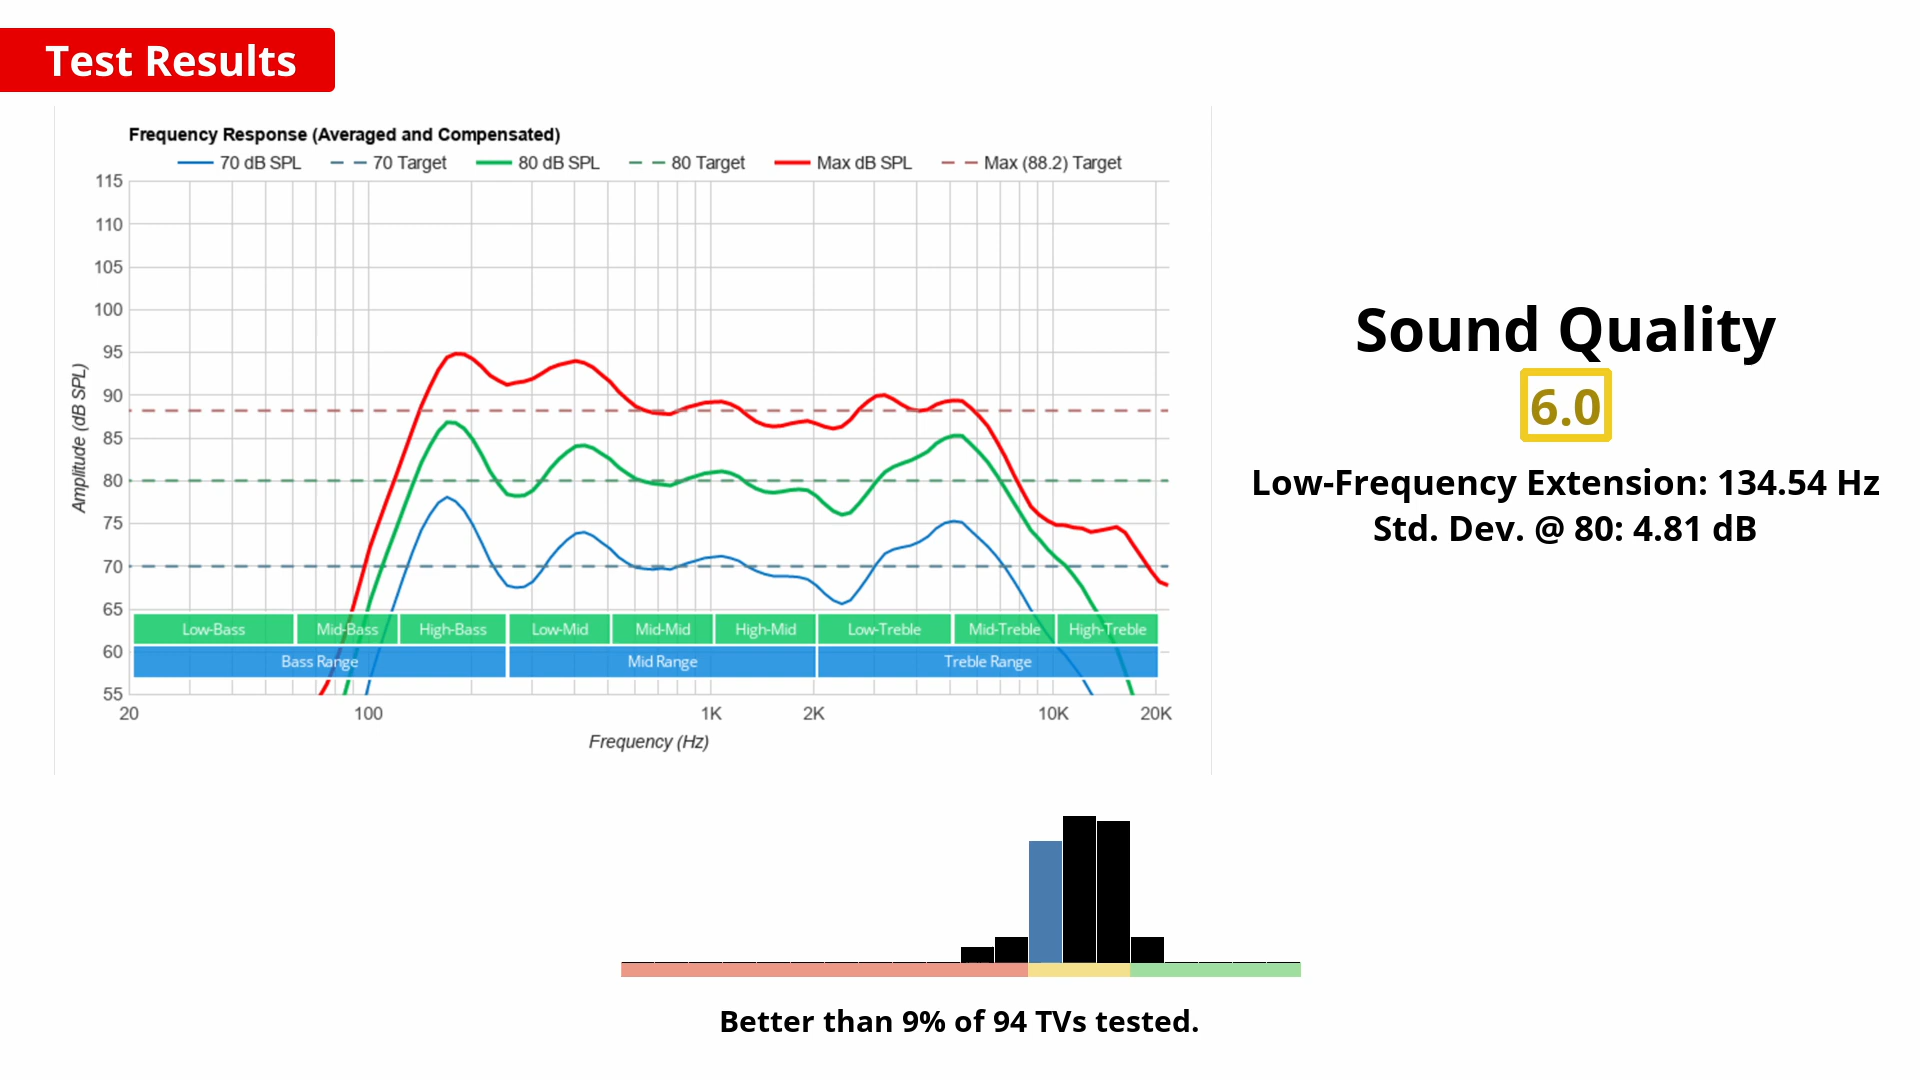 Test Results
Frequency Response (Averaged and Compensated)
70 dB SPL 70 Target 80 dB SPL 80 Target Max dB SPL Max (88.2) Target
115
110
105
100
95
90
85
80
75
70
65
60
55
Amplitude (dB SPL)
Low-Bass Mid-Bass High-Bass Low-Mid Mid-Mid High-Mid Low-Treble Mid-Treble High-Treble
Bass Range Mid Range Treble Range
20 100 1K 2K 10K 20K
Frequency (Hz)
Sound Quality
6.0
Low-Frequency Extension: 134.54 Hz
Std. Dev. @ 80: 4.81 dB
Better than 9% of 94 TVs tested.